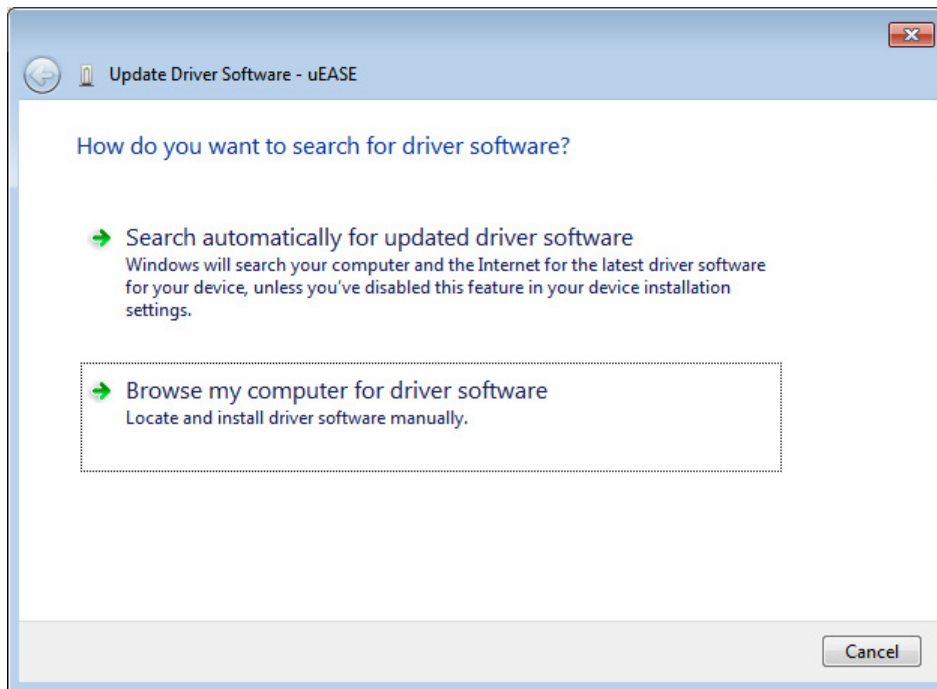 Update Driver Software - uEASE
How do you want to search for driver software?
Search automatically for updated driver software
Windows will search your computer and the Internet for the latest driver software
for your device, unless you've disabled this feature in your device installation
settings.
Browse my computer for driver software
Locate and install driver software manually.
Cancel